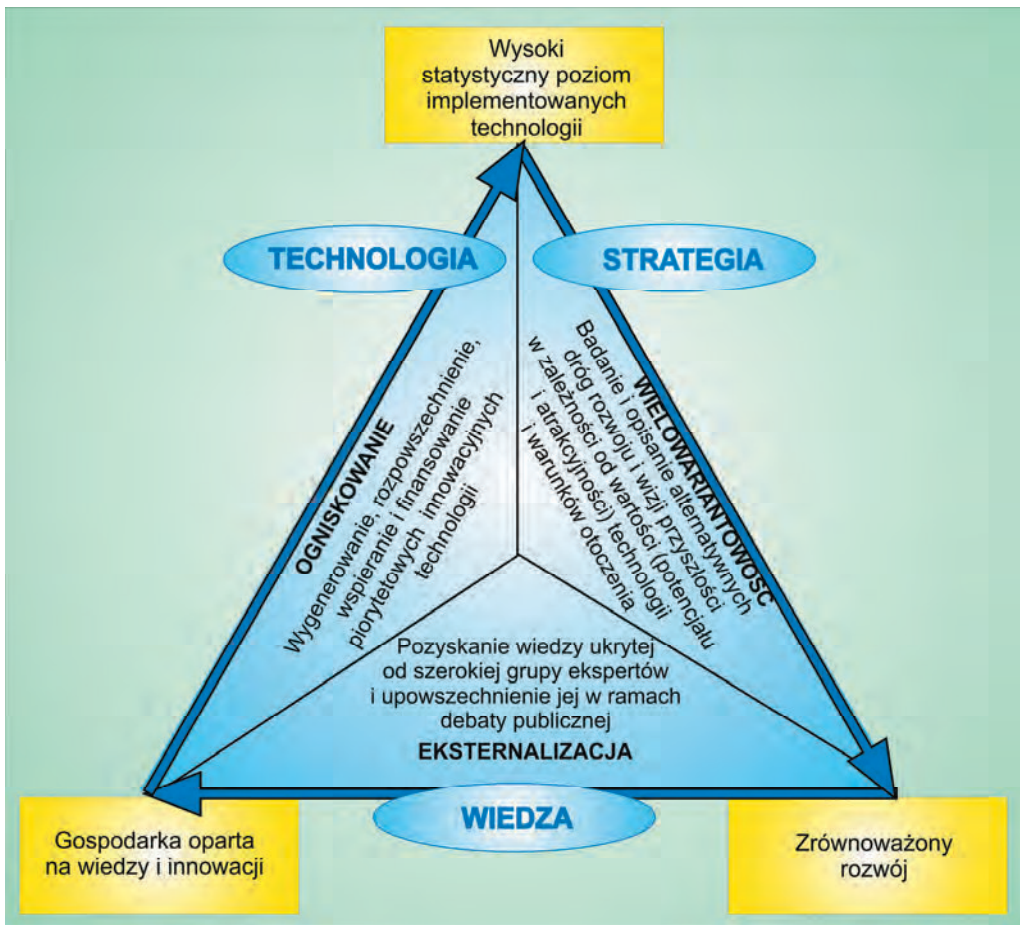 Wysoki
statystyczny poziom
implementowanych
technologii
TECHNOLOGIA
STRATEGIA
OGNISKOWANIE
Wygenerowanie, rozpowszechnienie,
wspieranie i finansowanie
piorytetowych innowacyjnych
technologii
WIELOWARIANTOWOŚĆ
Badanie i opisanie alternatywnych
dróg rozwoju i wizji przyszłości
w zależności od wartości (potencjału
i atrakcyjności) technologii
i warunków otoczenia
Pozyskanie wiedzy ukrytej
od szerokiej grupy ekspertów
i upowszechnienie jej w ramach
debaty publicznej
EKSTERNALIZACJA
WIEDZA
Gospodarka oparta
na wiedzy i innowacji
Zrównoważony
rozwój